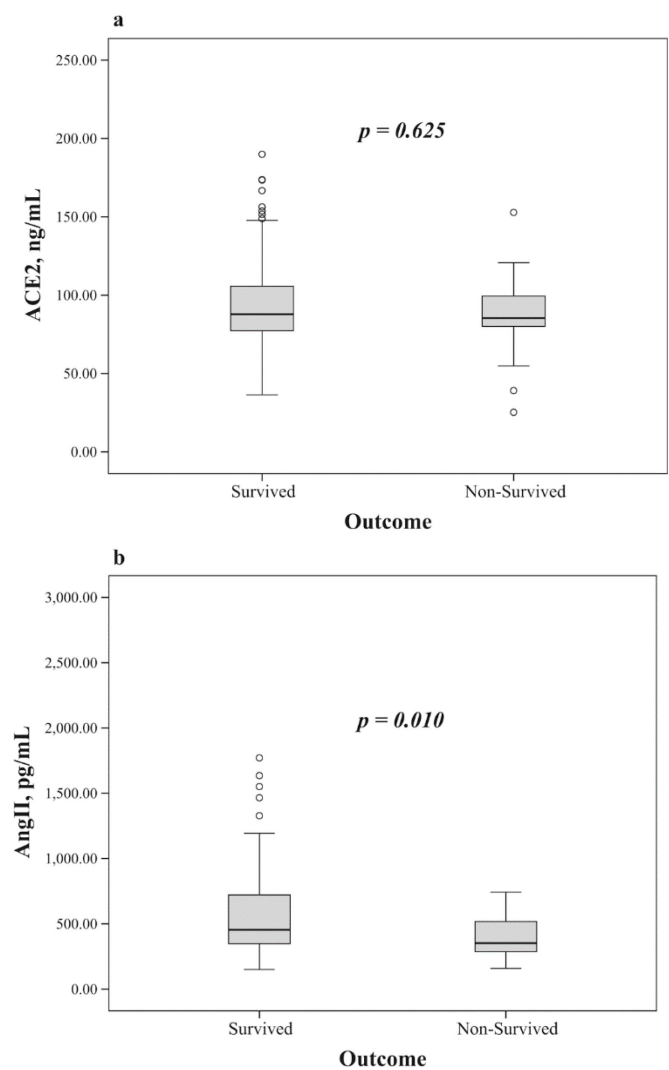 a
250.00
200.00
150.00
100.00
50.00
0.00
ACE2, ng/mL
p = 0.625
Survived Non-Survived
Outcome
b
3,000.00
2,500.00
2,000.00
1,500.00
1,000.00
500.00
0.00
AngII, pg/mL
p = 0.010
Survived Non-Survived
Outcome